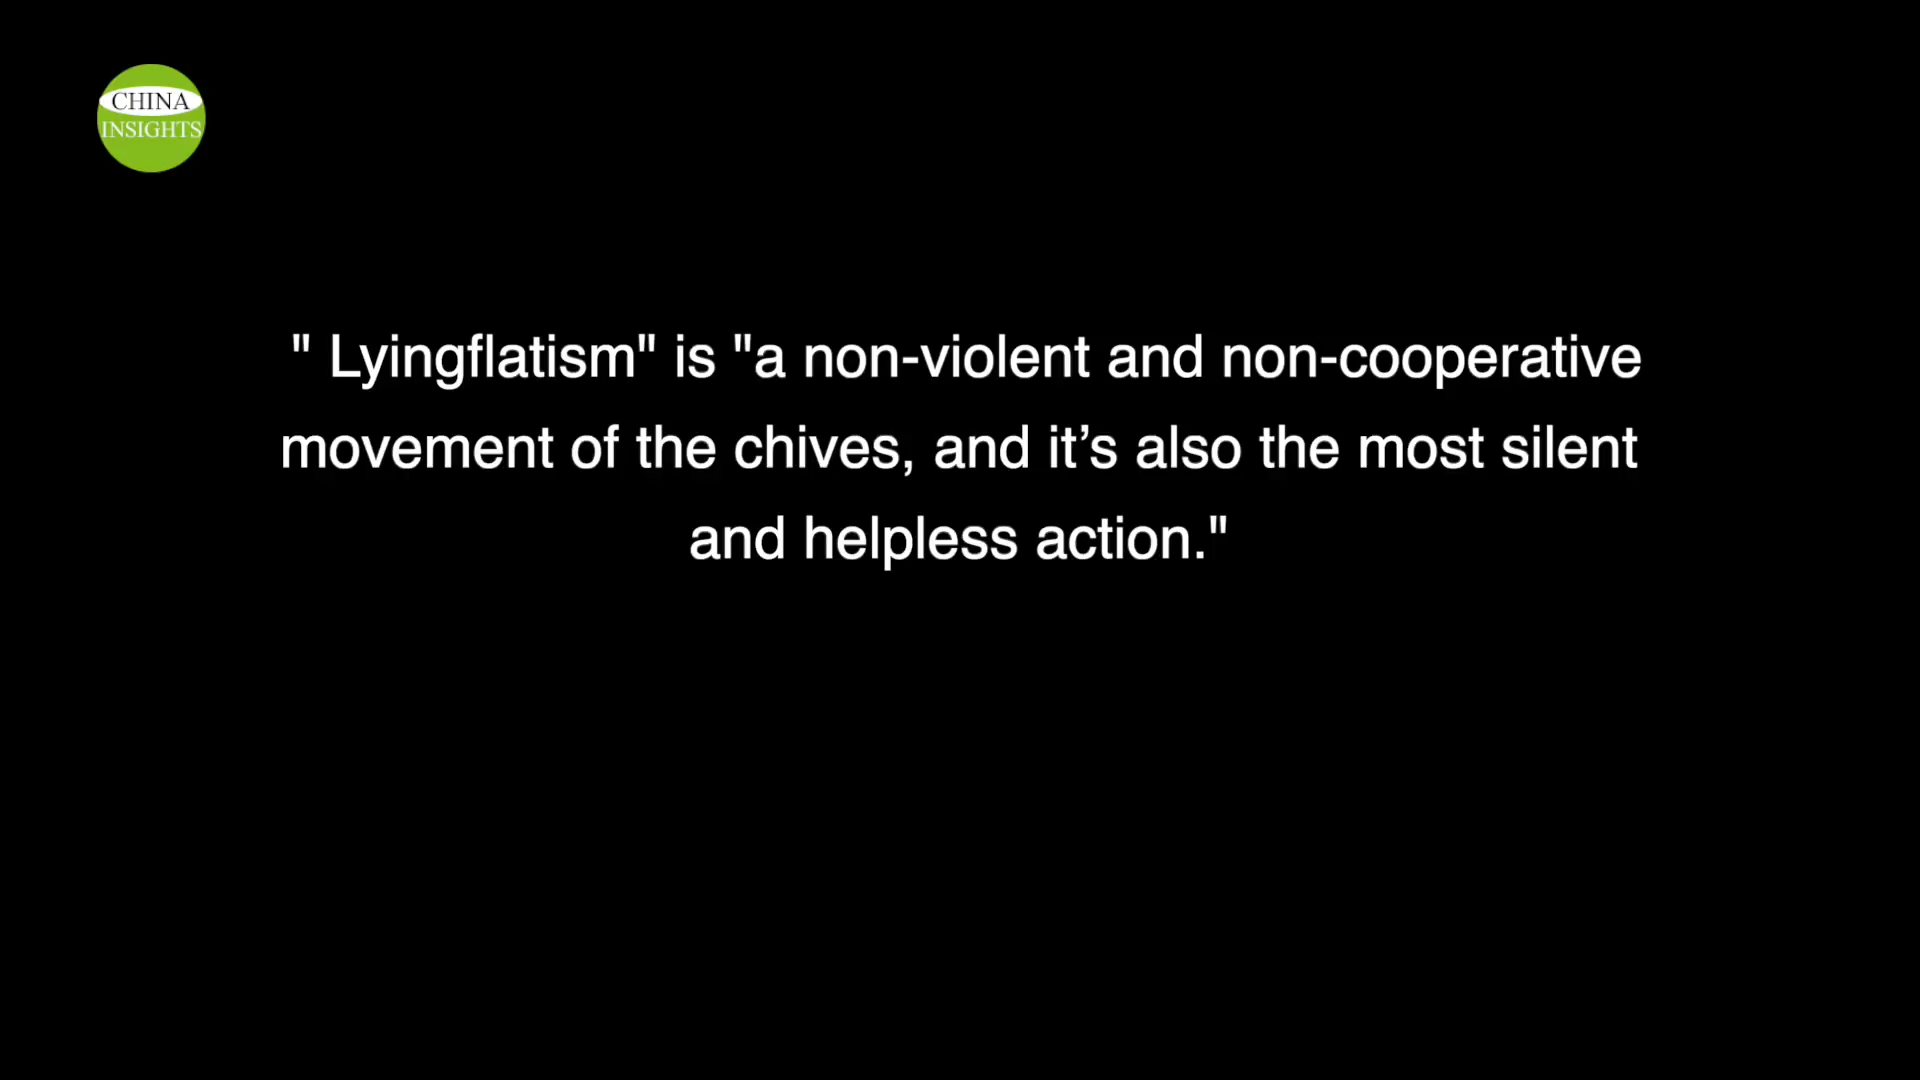 CHINA
INSIGHTS
" Lyingflatism" is "a non-violent and non-cooperative
movement of the chives, and it’s also the most silent
and helpless action."